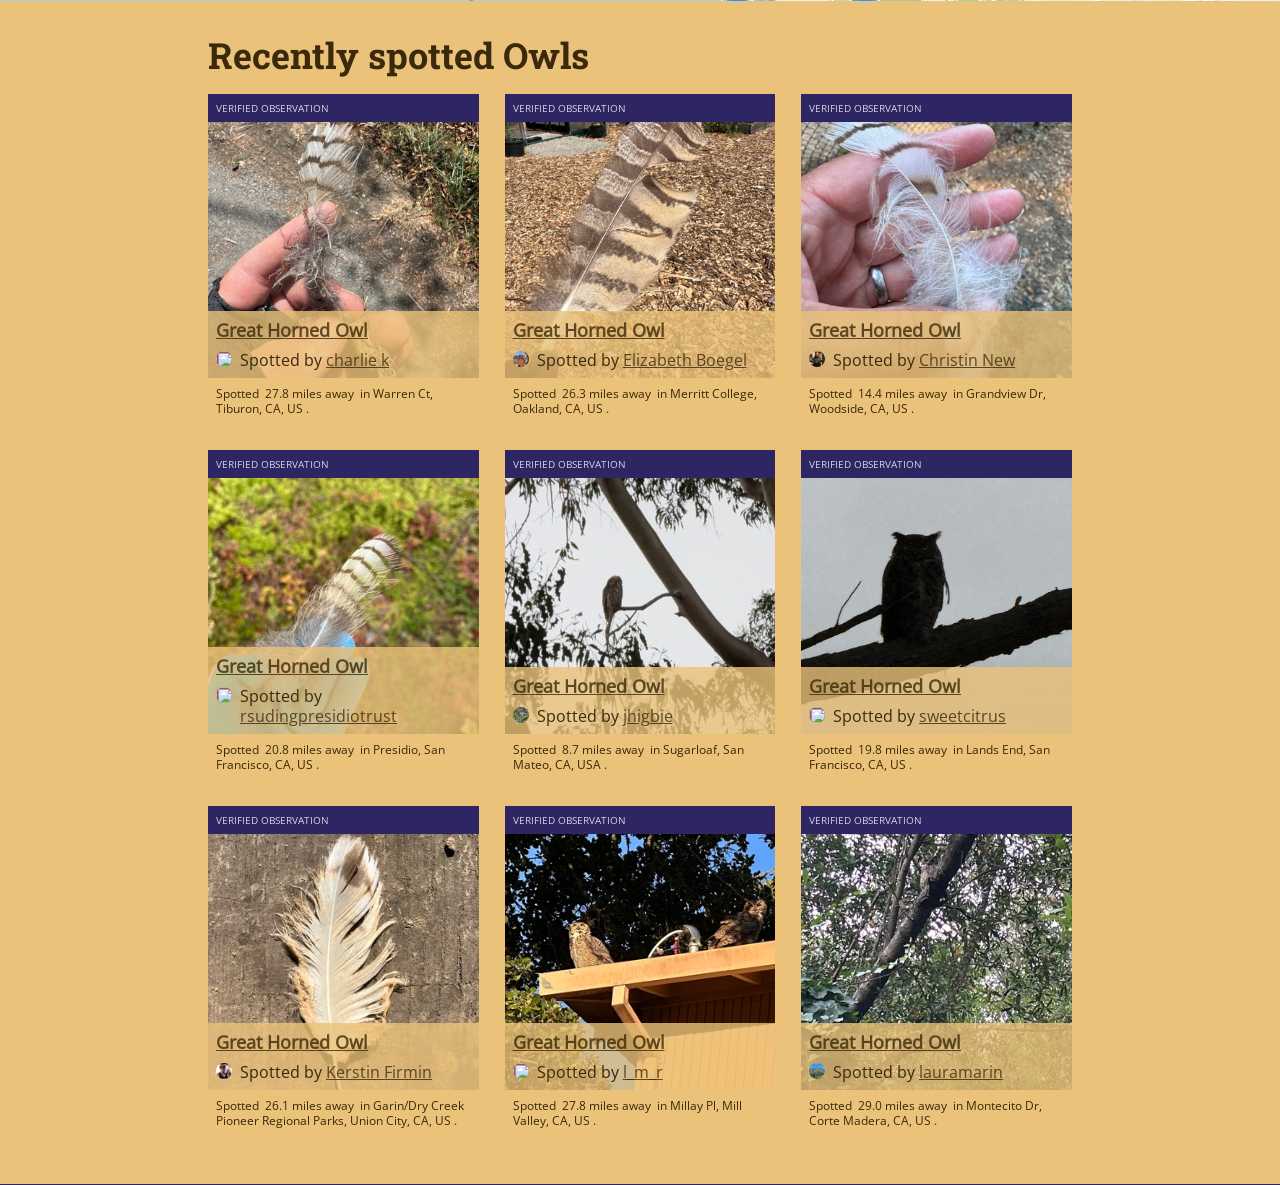 Recently spotted Owls
VERIFIED OBSERVATION
Great Horned Owl
Spotted by charlie k
Spotted 27.8 miles away in Warren Ct,
Tiburon, CA, US .
VERIFIED OBSERVATION
Great Horned Owl
Spotted by Elizabeth Boegel
Spotted 26.3 miles away in Merritt College,
Oakland, CA, US .
VERIFIED OBSERVATION
Great Horned Owl
Spotted by Christin New
Spotted 14.4 miles away in Grandview Dr,
Woodside, CA, US .
VERIFIED OBSERVATION
Great Horned Owl
Spotted by
rsudingpresidiotrust
Spotted 20.8 miles away in Presidio, San
Francisco, CA, US .
VERIFIED OBSERVATION
Great Horned Owl
Spotted by jhigbie
Spotted 8.7 miles away in Sugarloaf, San
Mateo, CA, USA .
VERIFIED OBSERVATION
Great Horned Owl
Spotted by sweetcitrus
Spotted 19.8 miles away in Lands End, San
Francisco, CA, US .
VERIFIED OBSERVATION
Great Horned Owl
Spotted by Kerstin Firmin
Spotted 26.1 miles away in Garin/Dry Creek
Pioneer Regional Parks, Union City, CA, US .
VERIFIED OBSERVATION
Great Horned Owl
Spotted by l_m_r
Spotted 27.8 miles away in Millay Pl, Mill
Valley, CA, US .
VERIFIED OBSERVATION
Great Horned Owl
Spotted by lauramarin
Spotted 29.0 miles away in Montecito Dr,
Corte Madera, CA, US .